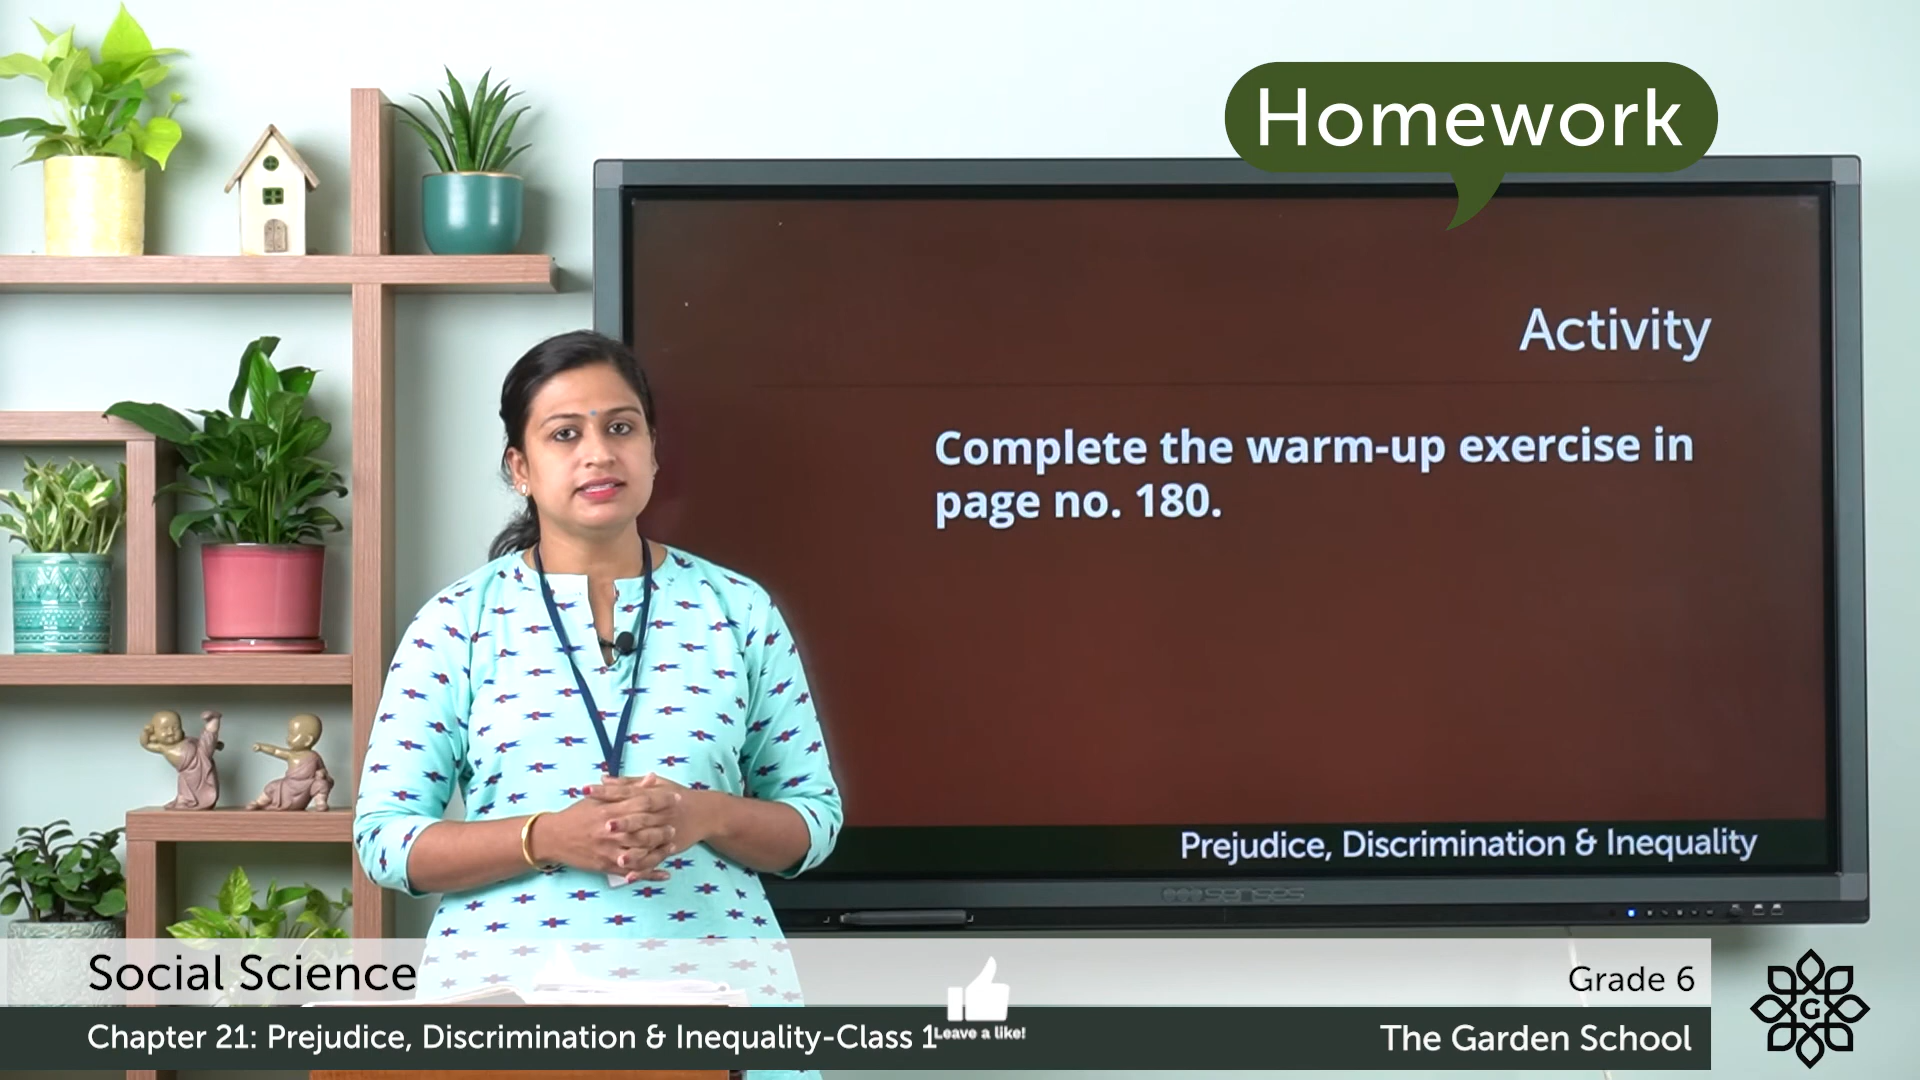 Homework
Activity
Complete the warm-up exercise in
page no. 180.
Prejudice, Discrimination & Inequality
senses
Social Science
Grade 6
Chapter 21: Prejudice, Discrimination & Inequality-Class 1
Leave a like!
The Garden School
G